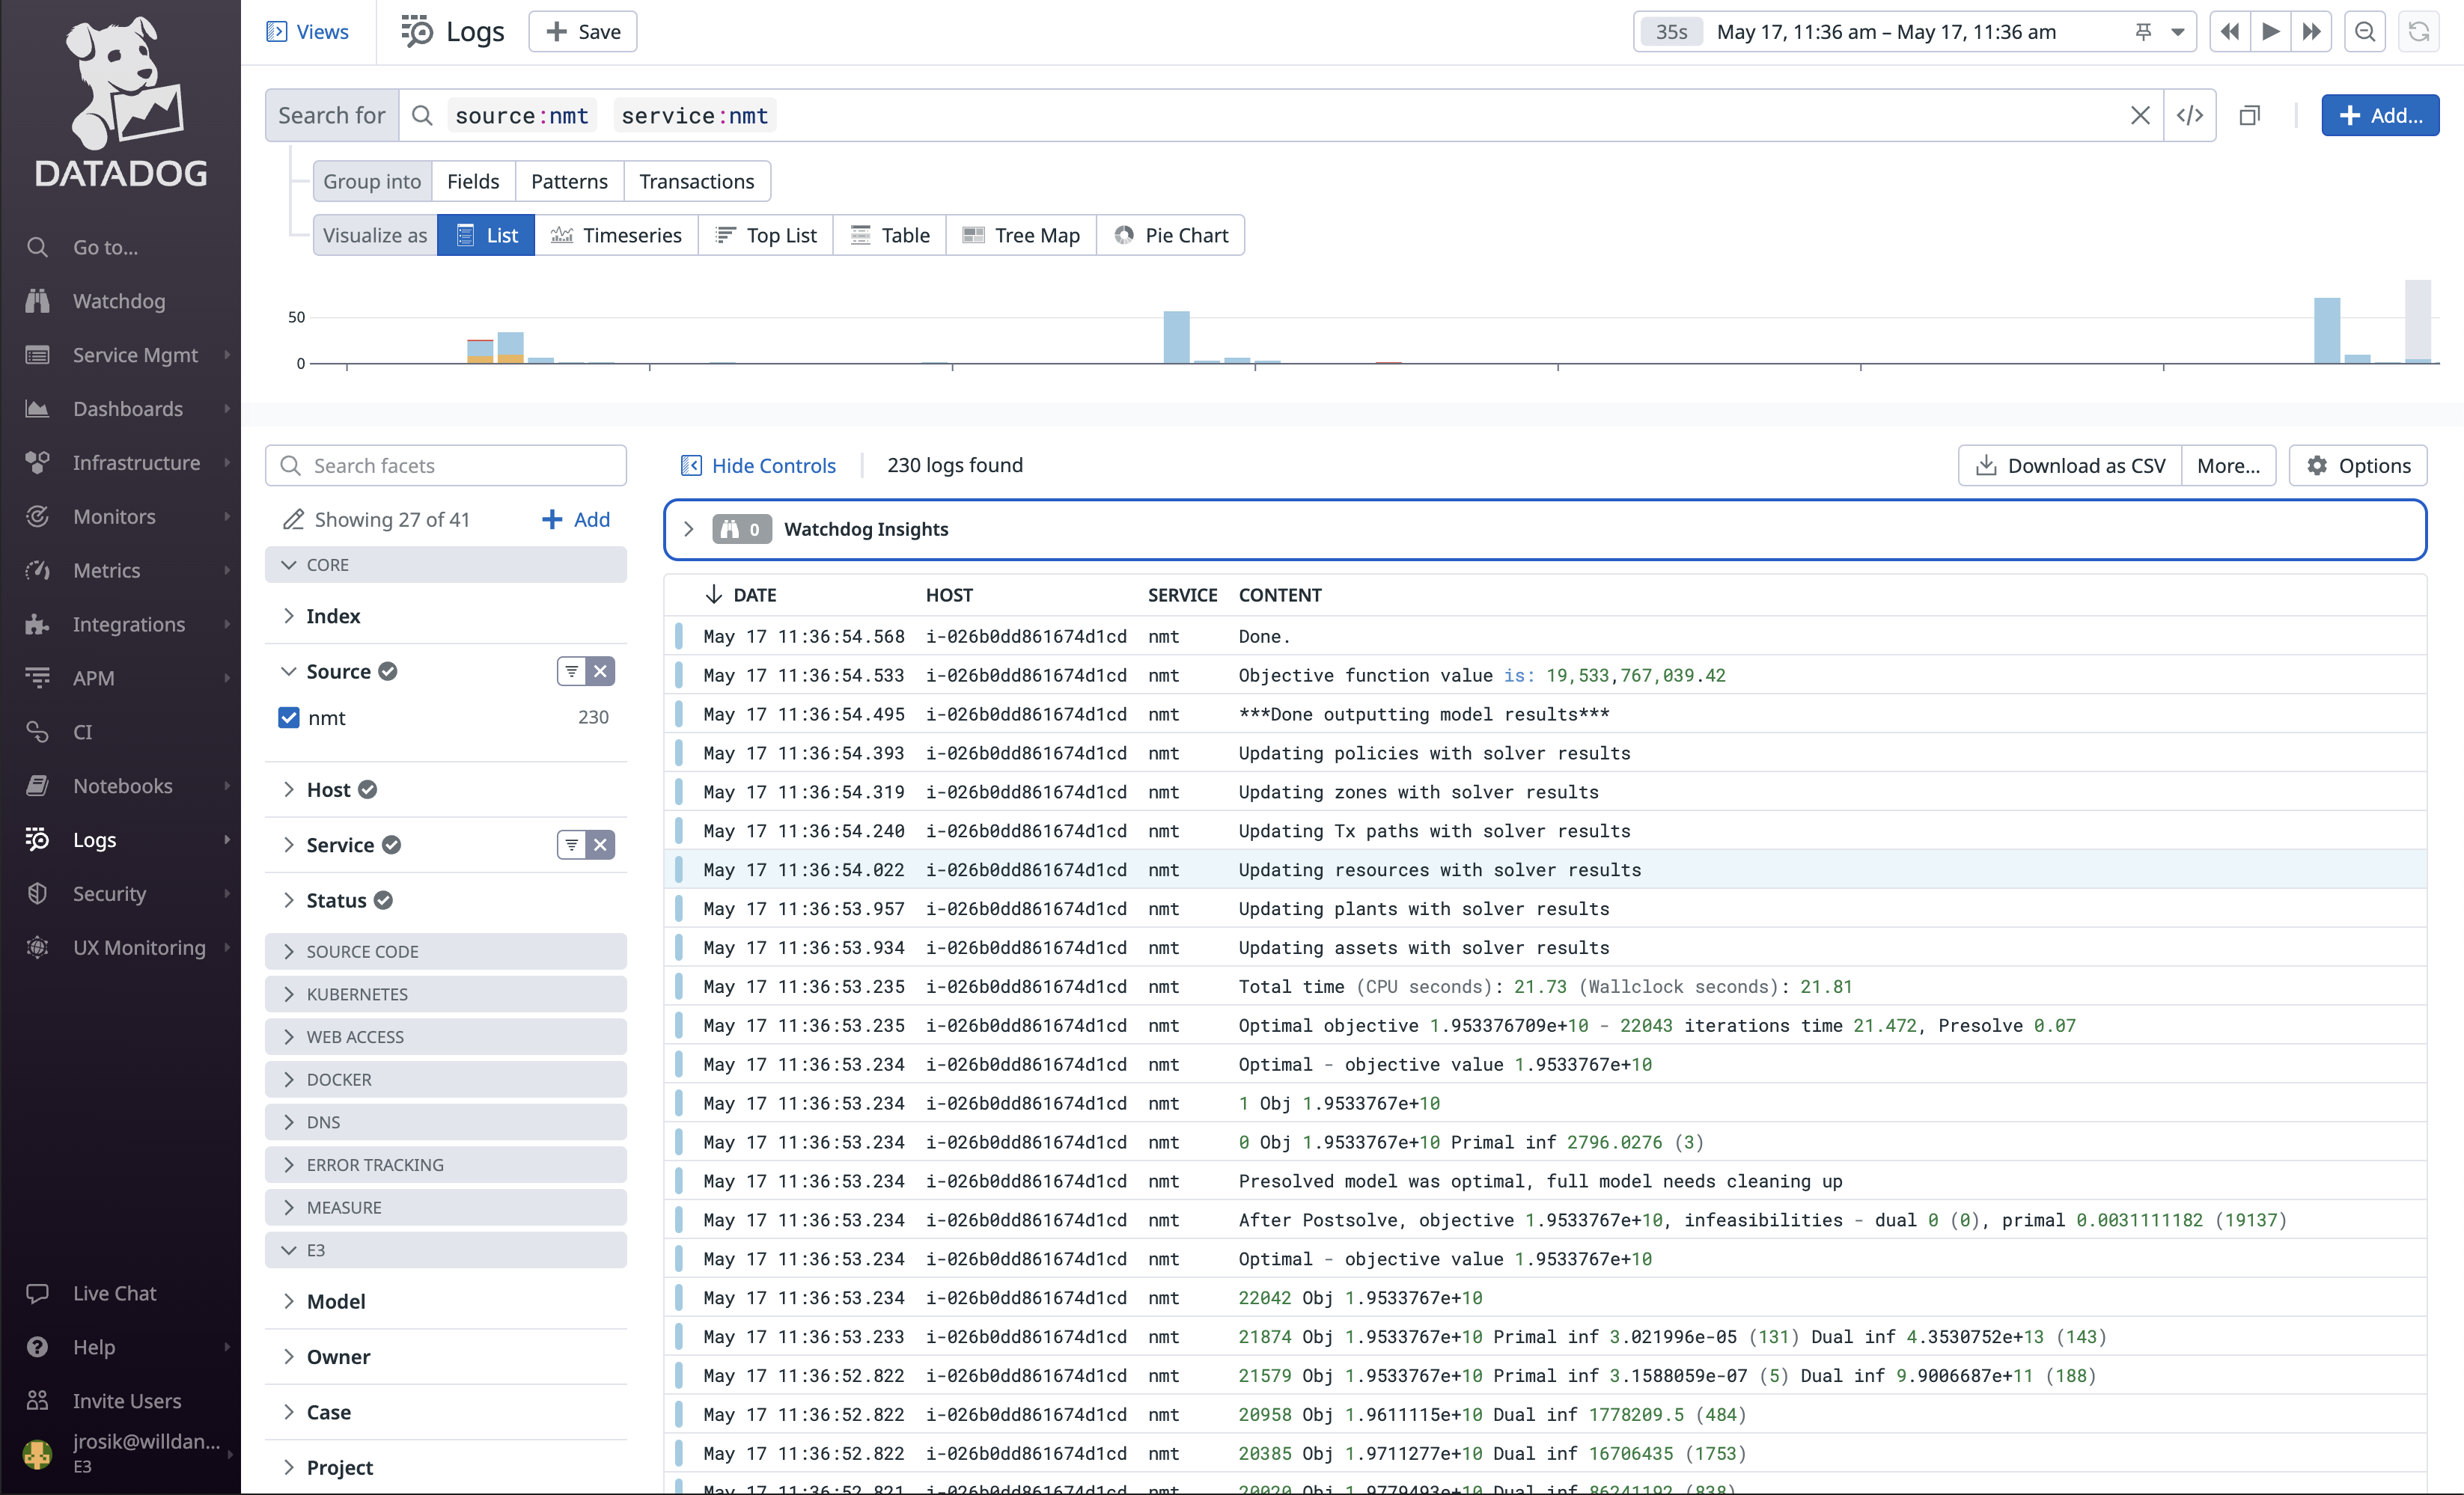 DATADOG
Go to...
Watchdog
Service Mgmt
Dashboards
Infrastructure
Monitors
Metrics
Integrations
APM
CI
Notebooks
Logs
Security
UX Monitoring
Live Chat
Help
Invite Users
jrosik@willdan...
E3
Views
Logs
Save
35s May 17, 11:36 am – May 17, 11:36 am
Search for source:nmt service:nmt
Add...
Group into Fields Patterns Transactions
Visualize as List Timeseries Top List Table Tree Map Pie Chart
50
0
Search facets
Showing 27 of 41 Add
CORE
Index
Source
nmt 230
Host
Service
Status
SOURCE CODE
KUBERNETES
WEB ACCESS
DOCKER
DNS
ERROR TRACKING
MEASURE
E3
Model
Owner
Case
Project
Hide Controls 230 logs found Download as CSV More... Options
0 Watchdog Insights
DATE HOST SERVICE CONTENT
May 17 11:36:54.568 i-026b0dd861674d1cd nmt Done.
May 17 11:36:54.533 i-026b0dd861674d1cd nmt Objective function value is: 19,533,767,039.42
May 17 11:36:54.495 i-026b0dd861674d1cd nmt ***Done outputting model results***
May 17 11:36:54.393 i-026b0dd861674d1cd nmt Updating policies with solver results
May 17 11:36:54.319 i-026b0dd861674d1cd nmt Updating zones with solver results
May 17 11:36:54.240 i-026b0dd861674d1cd nmt Updating Tx paths with solver results
May 17 11:36:54.022 i-026b0dd861674d1cd nmt Updating resources with solver results
May 17 11:36:53.957 i-026b0dd861674d1cd nmt Updating plants with solver results
May 17 11:36:53.934 i-026b0dd861674d1cd nmt Updating assets with solver results
May 17 11:36:53.235 i-026b0dd861674d1cd nmt Total time (CPU seconds): 21.73 (Wallclock seconds): 21.81
May 17 11:36:53.235 i-026b0dd861674d1cd nmt Optimal objective 1.953376709e+10 - 22043 iterations time 21.472, Presolve 0.07
May 17 11:36:53.234 i-026b0dd861674d1cd nmt Optimal - objective value 1.9533767e+10
May 17 11:36:53.234 i-026b0dd861674d1cd nmt 1 Obj 1.9533767e+10
May 17 11:36:53.234 i-026b0dd861674d1cd nmt 0 Obj 1.9533767e+10 Primal inf 2796.0276 (3)
May 17 11:36:53.234 i-026b0dd861674d1cd nmt Presolved model was optimal, full model needs cleaning up
May 17 11:36:53.234 i-026b0dd861674d1cd nmt After Postsolve, objective 1.9533767e+10, infeasibilities - dual 0 (0), primal 0.0031111182 (19137)
May 17 11:36:53.234 i-026b0dd861674d1cd nmt Optimal - objective value 1.9533767e+10
May 17 11:36:53.234 i-026b0dd861674d1cd nmt 22042 Obj 1.9533767e+10
May 17 11:36:53.233 i-026b0dd861674d1cd nmt 21874 Obj 1.9533767e+10 Primal inf 3.021996e-05 (131) Dual inf 4.3530752e+13 (143)
May 17 11:36:52.822 i-026b0dd861674d1cd nmt 21579 Obj 1.9533767e+10 Primal inf 3.1588059e-07 (5) Dual inf 9.9006687e+11 (188)
May 17 11:36:52.822 i-026b0dd861674d1cd nmt 20958 Obj 1.9611115e+10 Dual inf 1778209.5 (484)
May 17 11:36:52.822 i-026b0dd861674d1cd nmt 20385 Obj 1.9711277e+10 Dual inf 16706435 (1753)
May 17 11:36:52.821 i-026b0dd861674d1cd nmt 20020 Obj 1.9779493e+10 Dual inf 86241192 (838)